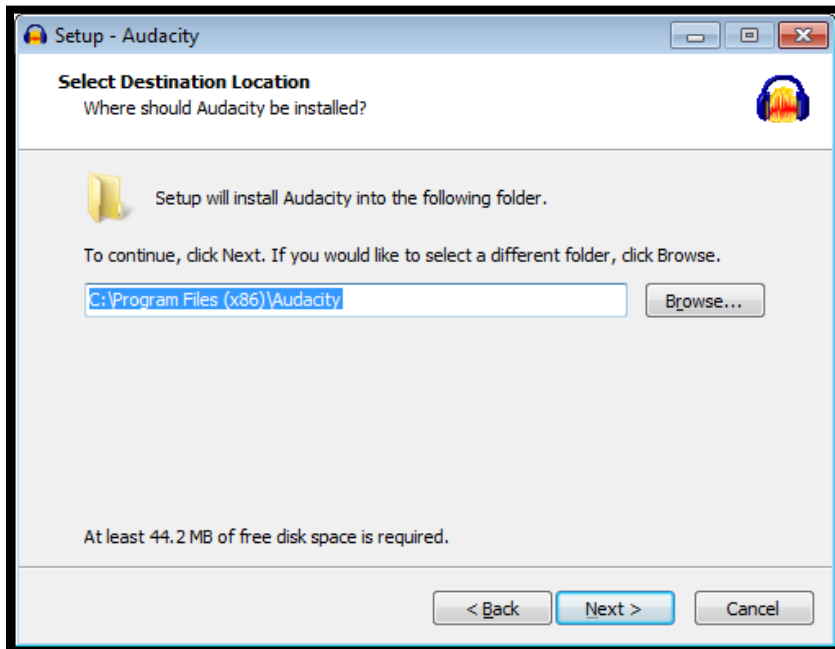 Setup - Audacity
Select Destination Location
Where should Audacity be installed?
Setup will install Audacity into the following folder.
To continue, click Next. If you would like to select a different folder, click Browse.
C:\Program Files (x86)\Audacity
Browse...
At least 44.2 MB of free disk space is required.
< Back
Next >
Cancel